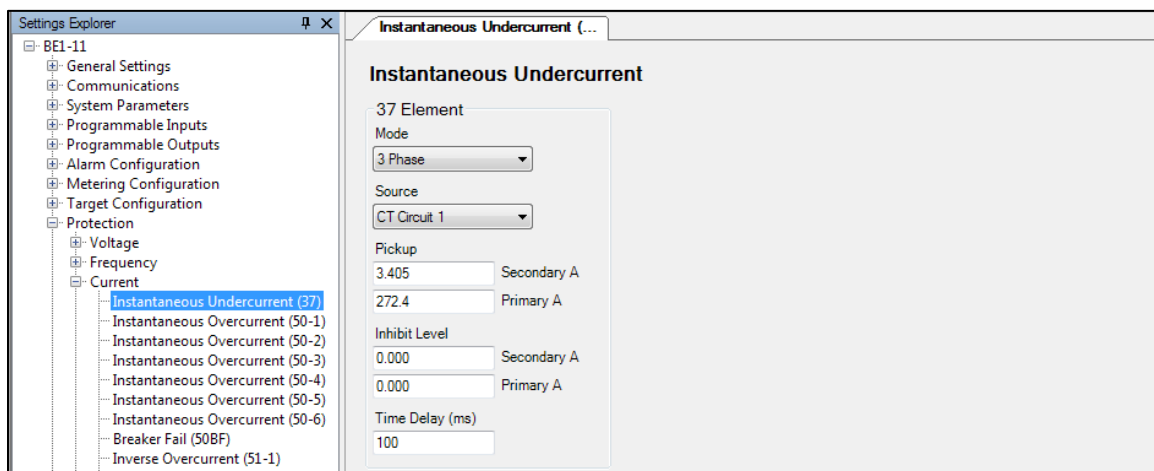 Settings Explorer
BE1-11
General Settings
Communications
System Parameters
Programmable Inputs
Programmable Outputs
Alarm Configuration
Metering Configuration
Target Configuration
Protection
Voltage
Frequency
Current
Instantaneous Undercurrent (37)
Instantaneous Overcurrent (50-1)
Instantaneous Overcurrent (50-2)
Instantaneous Overcurrent (50-3)
Instantaneous Overcurrent (50-4)
Instantaneous Overcurrent (50-5)
Instantaneous Overcurrent (50-6)
Breaker Fail (50BF)
Inverse Overcurrent (51-1)
Instantaneous Undercurrent (...
Instantaneous Undercurrent
37 Element
Mode
3 Phase
Source
CT Circuit 1
Pickup
3.405 Secondary A
272.4 Primary A
Inhibit Level
0.000 Secondary A
0.000 Primary A
Time Delay (ms)
100